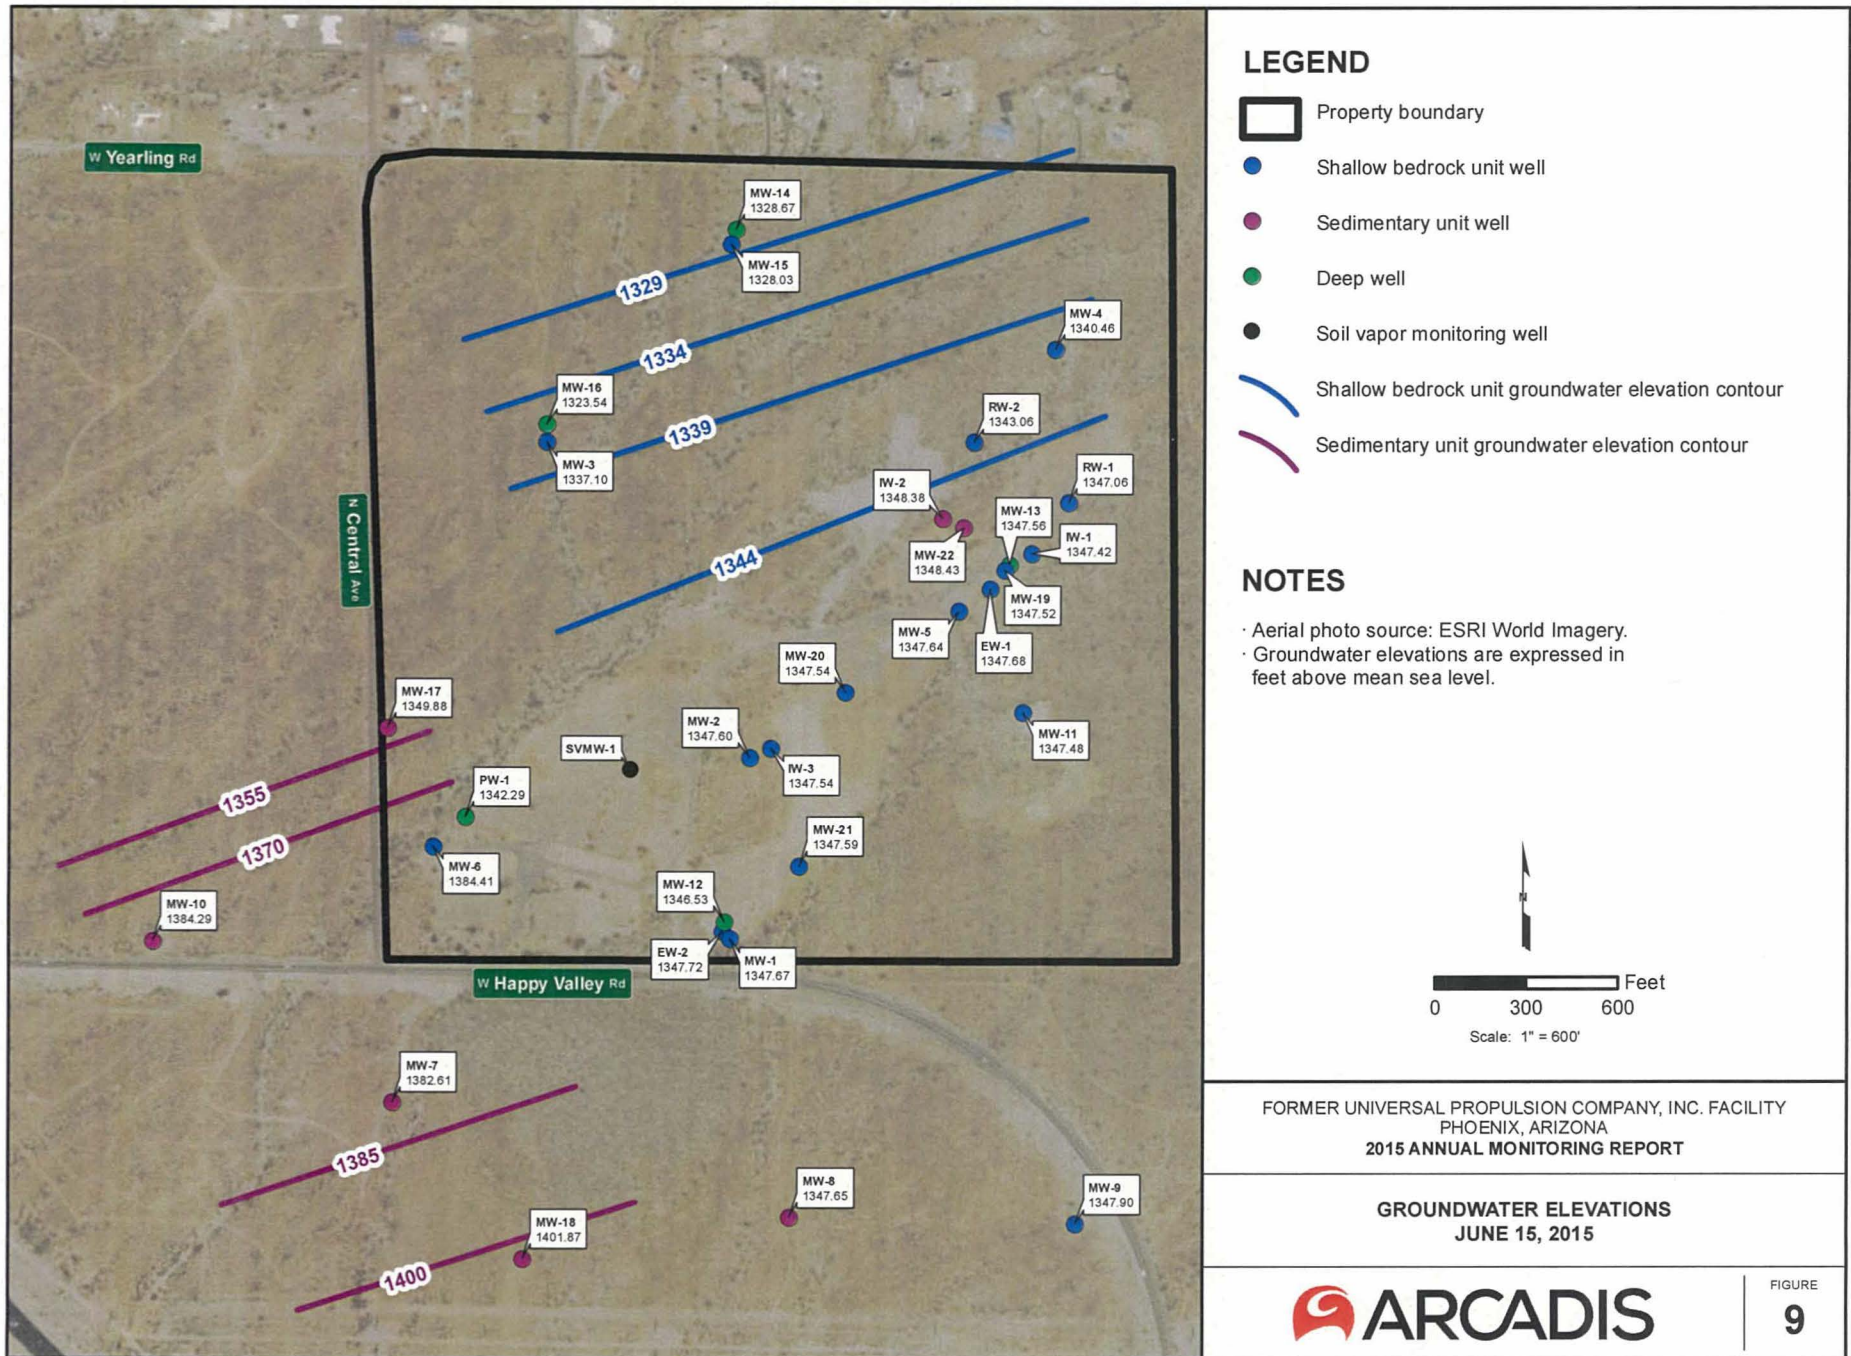 W Yearling Rd
MW-14
1328.67
MW-15
1328.03
1329
MW-4
1340.46
1334
MW-16
1323.54
RW-2
1343.06
1339
MW-3
1337.10
RW-1
1347.06
IW-2
1348.38
MW-13
1347.56
N Central Ave
IW-1
1347.42
MW-22
1348.43
1344
MW-19
1347.52
MW-5
1347.64
EW-1
1347.68
MW-20
1347.54
MW-17
1349.88
MW-2
1347.60
MW-11
1347.48
SVMW-1
IW-3
1347.54
PW-1
1342.29
1355
MW-21
1347.59
1370
MW-6
1384.41
MW-12
1346.53
MW-10
1384.29
EW-2
1347.72
MW-1
1347.67
W Happy Valley Rd
MW-7
1382.61
1385
MW-8
1347.65
MW-9
1347.90
MW-18
1401.87
1400
LEGEND
Property boundary
Shallow bedrock unit well
Sedimentary unit well
Deep well
Soil vapor monitoring well
Shallow bedrock unit groundwater elevation contour
Sedimentary unit groundwater elevation contour
NOTES
· Aerial photo source: ESRI World Imagery.
· Groundwater elevations are expressed in
feet above mean sea level.
N
Feet
0 300 600
Scale: 1" = 600'
FORMER UNIVERSAL PROPULSION COMPANY, INC. FACILITY
PHOENIX, ARIZONA
2015 ANNUAL MONITORING REPORT
GROUNDWATER ELEVATIONS
JUNE 15, 2015
ARCADIS
FIGURE
9